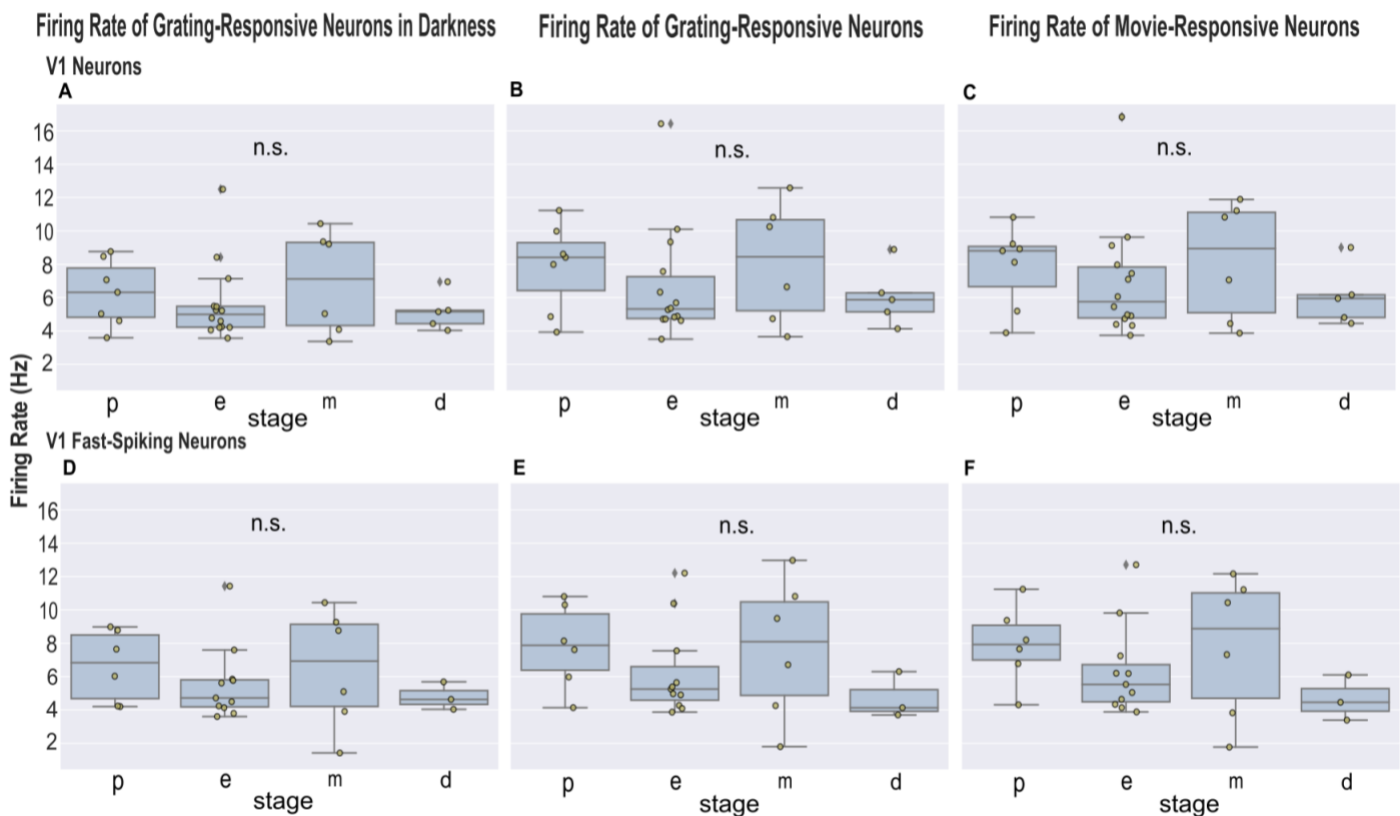 Firing Rate of Grating-Responsive Neurons in Darkness
Firing Rate of Grating-Responsive Neurons
Firing Rate of Movie-Responsive Neurons
V1 Neurons
A
B
C
n.s.
n.s.
n.s.
16
14
12
10
8
6
4
2
p e m d
stage
p e m d
stage
p e m d
stage
Firing Rate (Hz)
V1 Fast-Spiking Neurons
D
E
F
n.s.
n.s.
n.s.
16
14
12
10
8
6
4
2
p e m d
stage
p e m d
stage
p e m d
stage